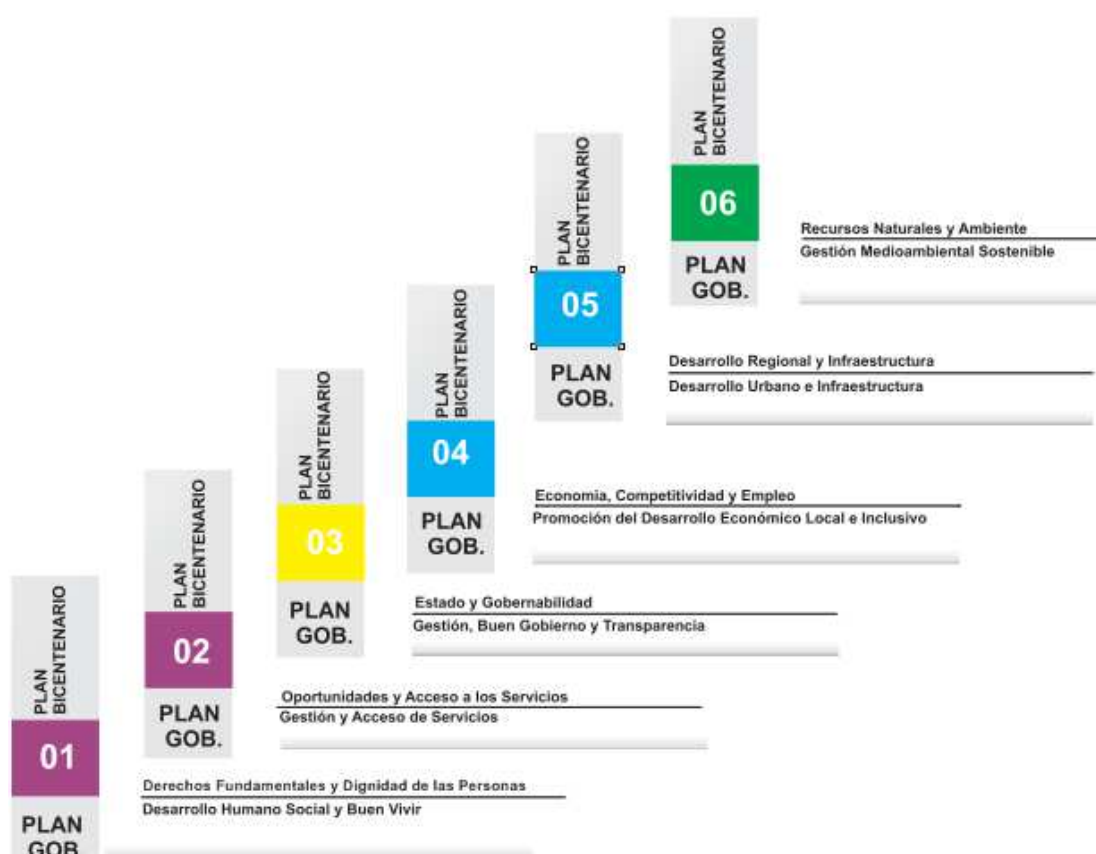 PLAN
BICENTENARIO
06
PLAN
GOB.
Recursos Naturales y Ambiente
Gestión Medioambiental Sostenible
PLAN
BICENTENARIO
05
PLAN
GOB.
Desarrollo Regional y Infraestructura
Desarrollo Urbano e Infraestructura
PLAN
BICENTENARIO
04
PLAN
GOB.
Economia, Competitividad y Empleo
Promoción del Desarrollo Económico Local e Inclusivo
PLAN
BICENTENARIO
03
PLAN
GOB.
Estado y Gobernabilidad
Gestión, Buen Gobierno y Transparencia
PLAN
BICENTENARIO
02
PLAN
GOB.
Oportunidades y Acceso a los Servicios
Gestión y Acceso de Servicios
PLAN
BICENTENARIO
01
PLAN
GOB
Derechos Fundamentales y Dignidad de las Personas
Desarrollo Humano Social y Buen Vivir